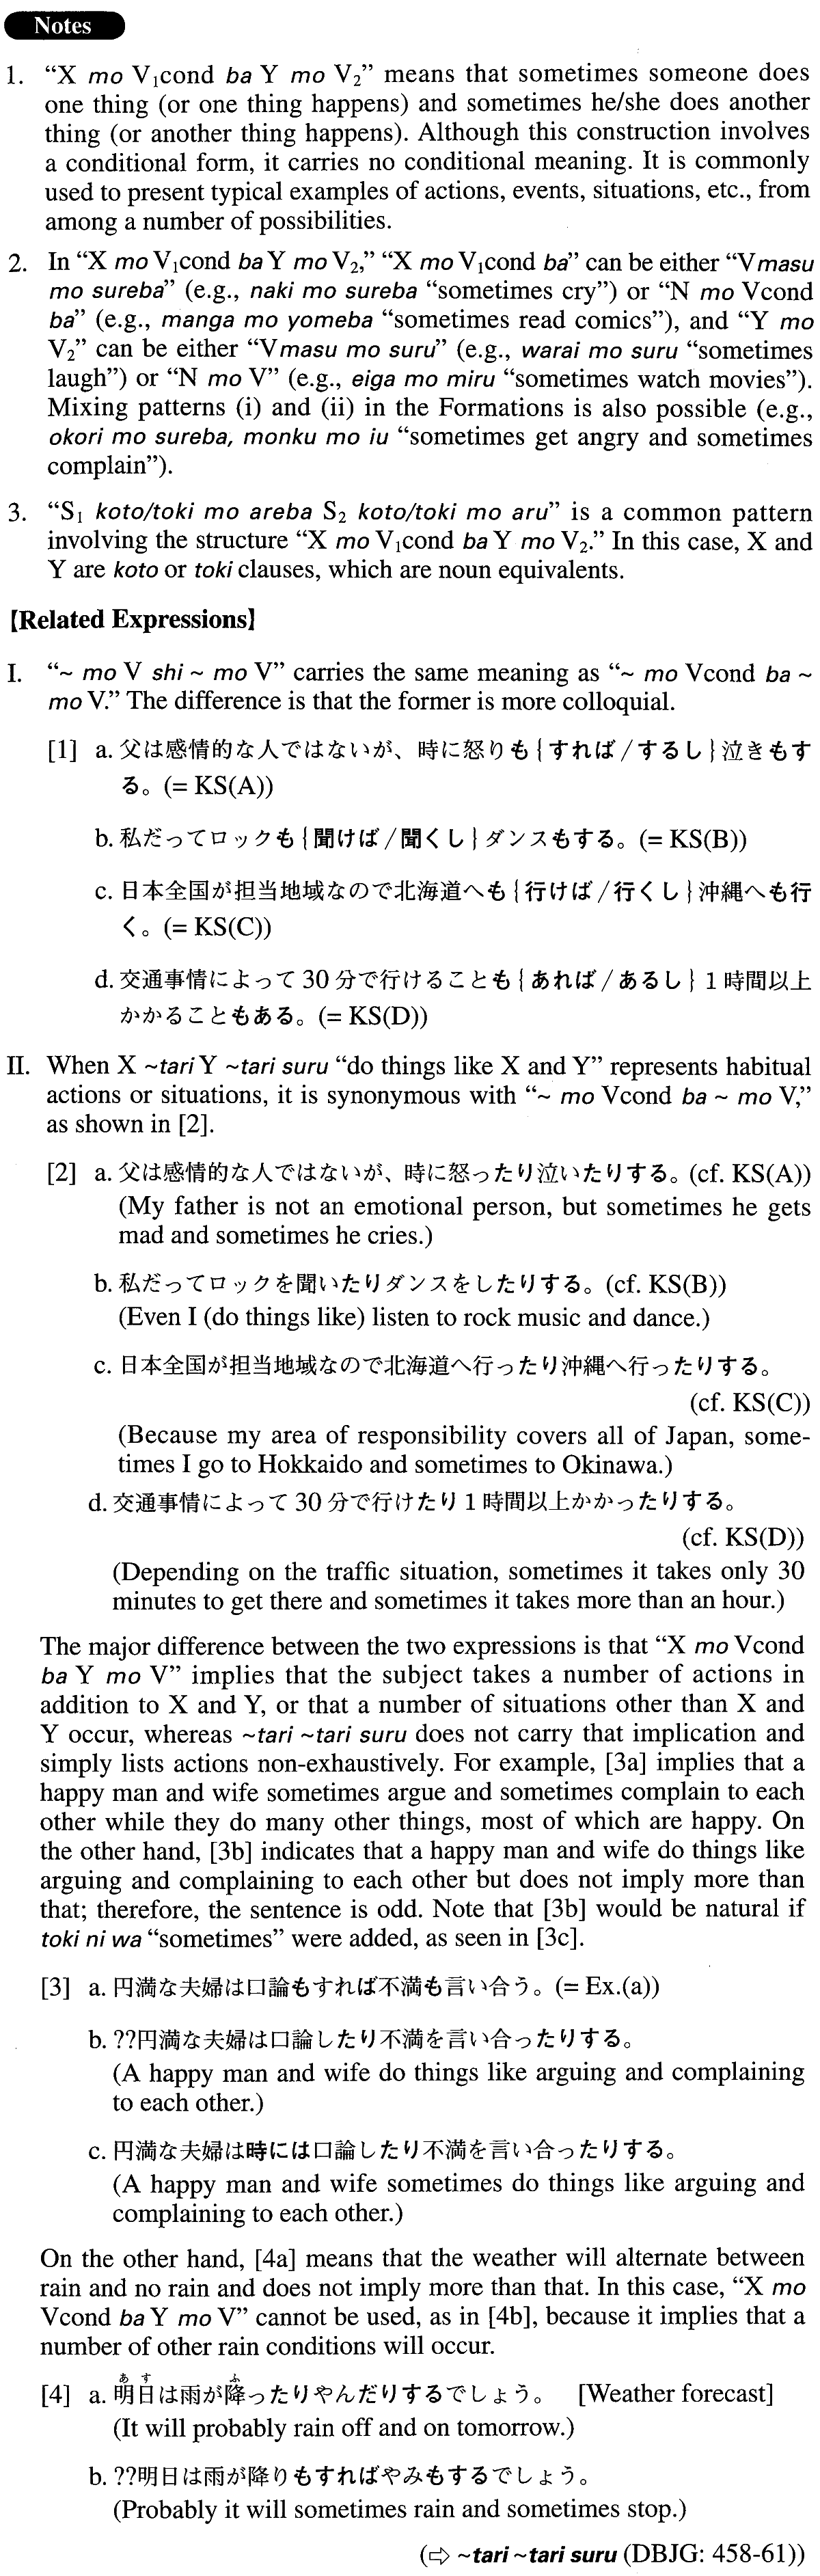 Notes
1. “X mo V₁cond ba Y mo V₂” means that sometimes someone does
one thing (or one thing happens) and sometimes he/she does another
thing (or another thing happens). Although this construction involves
a conditional form, it carries no conditional meaning. It is commonly
used to present typical examples of actions, events, situations, etc., from
among a number of possibilities.
2. In “X mo V₁cond ba Y mo V₂,” “X mo V₁cond ba” can be either “Vmasu
mo sureba” (e.g., naki mo sureba “sometimes cry”) or “N mo Vcond
ba” (e.g., manga mo yomeba “sometimes read comics”), and “Y mo
V₂” can be either “Vmasu mo suru” (e.g., warai mo suru “sometimes
laugh”) or “N mo V” (e.g., eiga mo miru “sometimes watch movies”).
Mixing patterns (i) and (ii) in the Formations is also possible (e.g.,
okori mo sureba, monku mo iu “sometimes get angry and sometimes
complain”).
3. “S₁ koto/toki mo areba S₂ koto/toki mo aru” is a common pattern
involving the structure “X mo V₁cond ba Y mo V₂.” In this case, X and
Y are koto or toki clauses, which are noun equivalents.
【Related Expressions】
I. “~ mo V shi ~ mo V” carries the same meaning as “~ mo Vcond ba ~
mo V.” The difference is that the former is more colloquial.
[1] a. 父は感情的な人ではないが、時に怒りも{すれば/するし}泣きもす
る。(= KS(A))
b. 私だってロックも{聞けば/聞くし}ダンスもする。(= KS(B))
c. 日本全国が担当地域なので北海道へも{行けば/行くし}沖縄へも行
く。(= KS(C))
d. 交通事情によって30分で行けることも{あれば/あるし}1時間以上
かかることもある。(= KS(D))
II. When X ~tari Y ~tari suru “do things like X and Y” represents habitual
actions or situations, it is synonymous with “~ mo Vcond ba ~ mo V,”
as shown in [2].
[2] a. 父は感情的な人ではないが、時に怒ったり泣いたりする。(cf. KS(A))
(My father is not an emotional person, but sometimes he gets
mad and sometimes he cries.)
b. 私だってロックを聞いたりダンスをしたりする。(cf. KS(B))
(Even I (do things like) listen to rock music and dance.)
c. 日本全国が担当地域なので北海道へ行ったり沖縄へ行ったりする。
(cf. KS(C))
(Because my area of responsibility covers all of Japan, some-
times I go to Hokkaido and sometimes to Okinawa.)
d. 交通事情によって30分で行けたり1時間以上かかったりする。
(cf. KS(D))
(Depending on the traffic situation, sometimes it takes only 30
minutes to get there and sometimes it takes more than an hour.)
The major difference between the two expressions is that “X mo Vcond
ba Y mo V” implies that the subject takes a number of actions in
addition to X and Y, or that a number of situations other than X and
Y occur, whereas ~tari ~tari suru does not carry that implication and
simply lists actions non-exhaustively. For example, [3a] implies that a
happy man and wife sometimes argue and sometimes complain to each
other while they do many other things, most of which are happy. On
the other hand, [3b] indicates that a happy man and wife do things like
arguing and complaining to each other but does not imply more than
that; therefore, the sentence is odd. Note that [3b] would be natural if
toki ni wa “sometimes” were added, as seen in [3c].
[3] a. 円満な夫婦は口論もすれば不満も言い合う。(= Ex.(a))
b. ??円満な夫婦は口論したり不満を言い合ったりする。
(A happy man and wife do things like arguing and complaining
to each other.)
c. 円満な夫婦は時には口論したり不満を言い合ったりする。
(A happy man and wife sometimes do things like arguing and
complaining to each other.)
On the other hand, [4a] means that the weather will alternate between
rain and no rain and does not imply more than that. In this case, “X mo
Vcond ba Y mo V” cannot be used, as in [4b], because it implies that a
number of other rain conditions will occur.
あす ふ
[4] a. 明日は雨が降ったりやんだりするでしょう。 [Weather forecast]
(It will probably rain off and on tomorrow.)
b. ??明日は雨が降りもすればやみもするでしょう。
(Probably it will sometimes rain and sometimes stop.)
(⇨ ~tari ~tari suru (DBJG: 458-61))